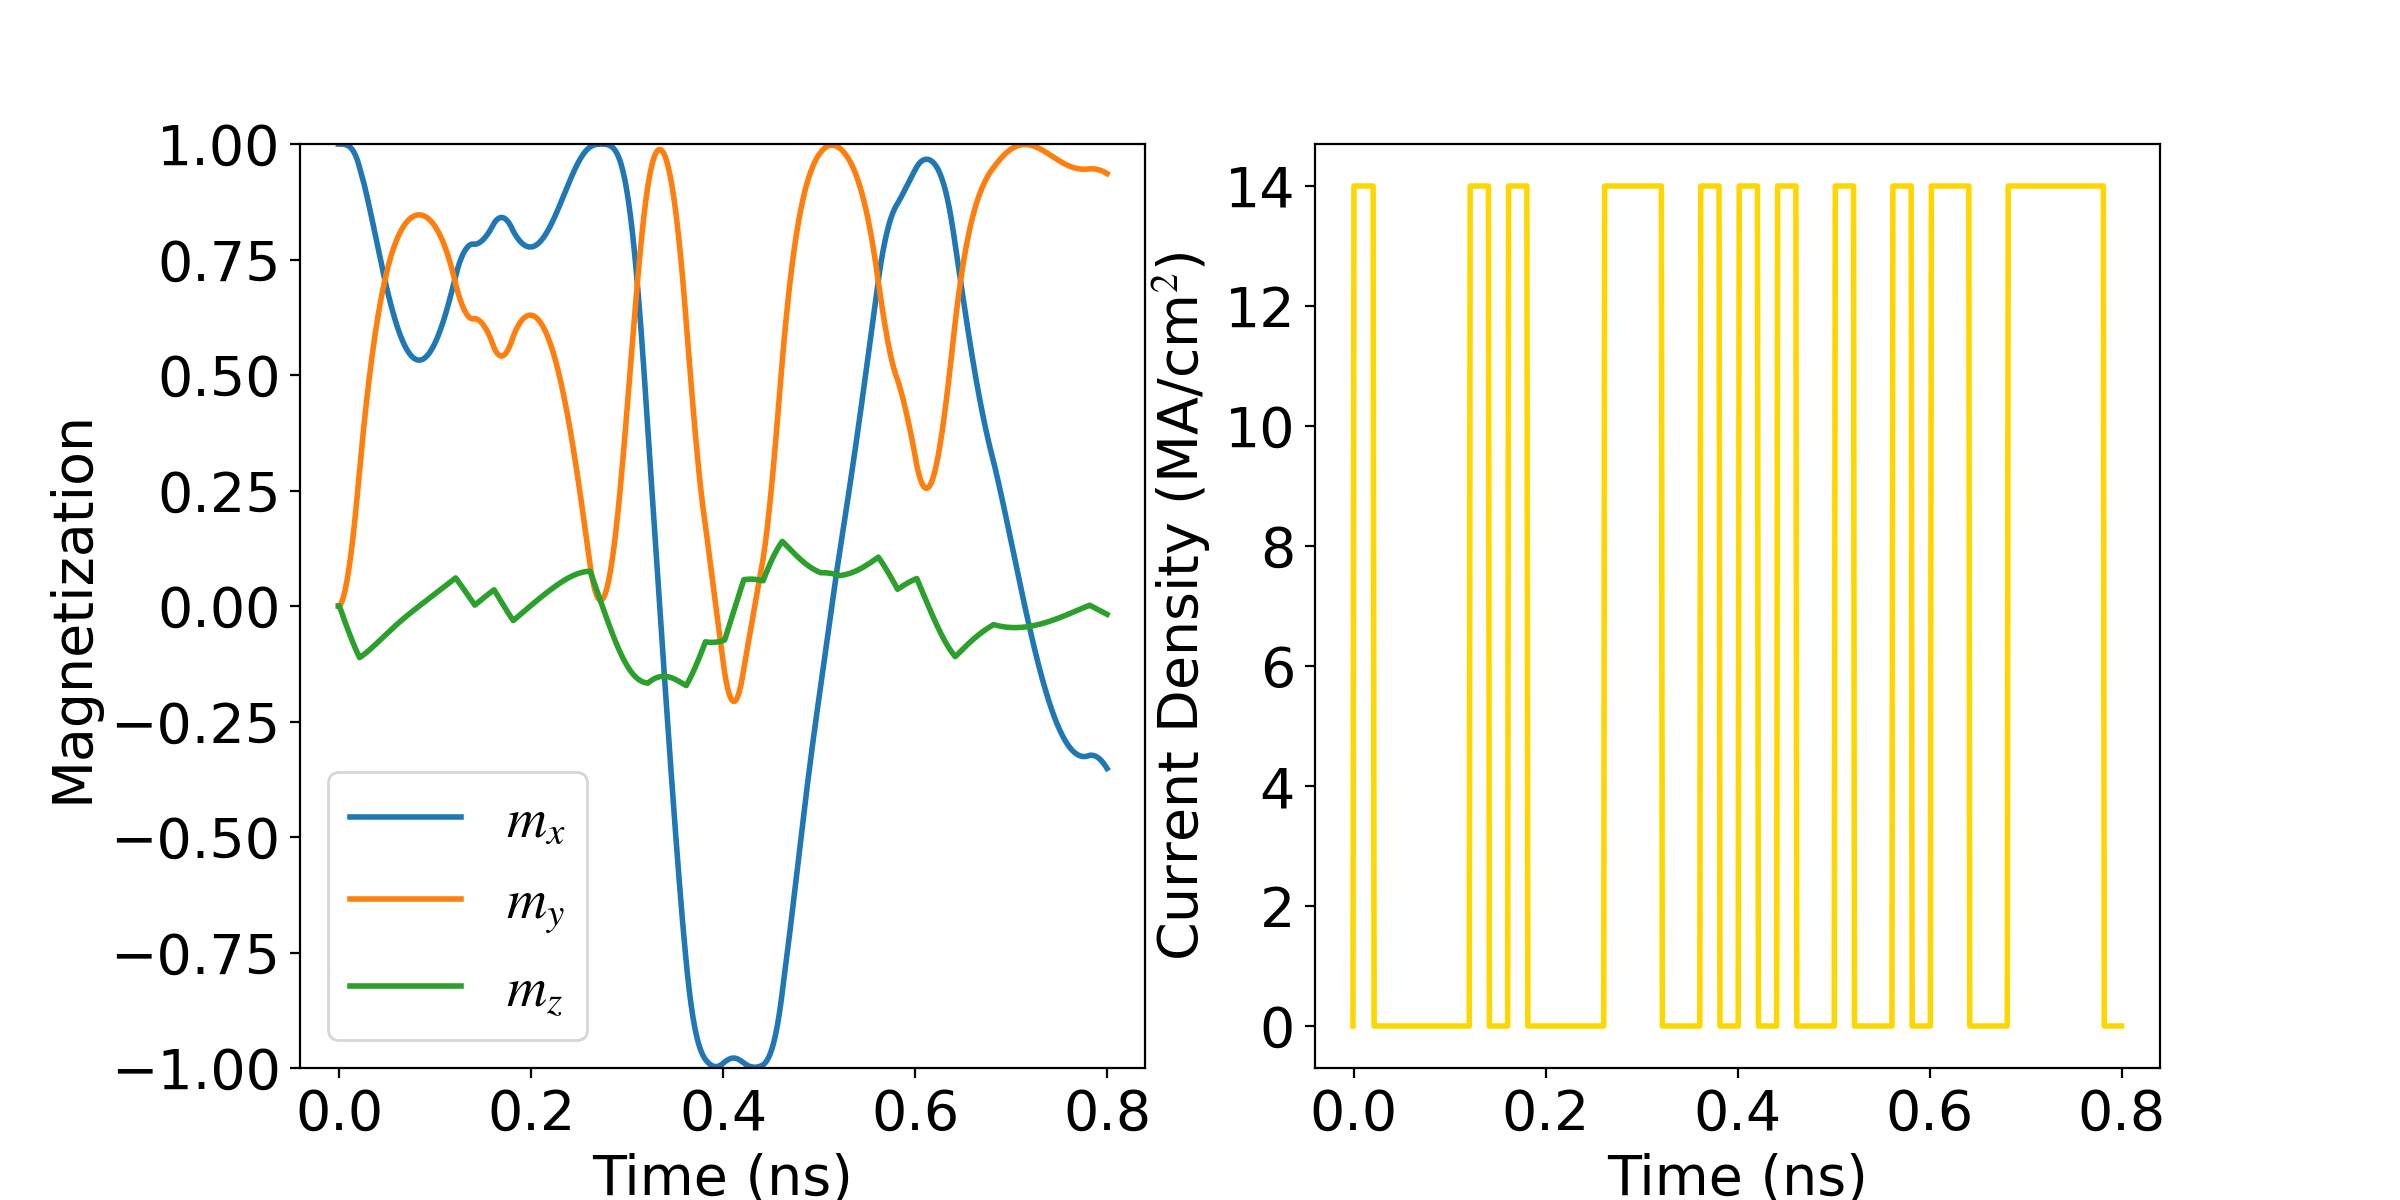 Magnetization
1.00
0.75
0.50
0.25
0.00
−0.25
−0.50
−0.75
−1.00
m_x
m_y
m_z
0.0 0.2 0.4 0.6 0.8
Time (ns)
Current Density (MA/cm²)
14
12
10
8
6
4
2
0
0.0 0.2 0.4 0.6 0.8
Time (ns)